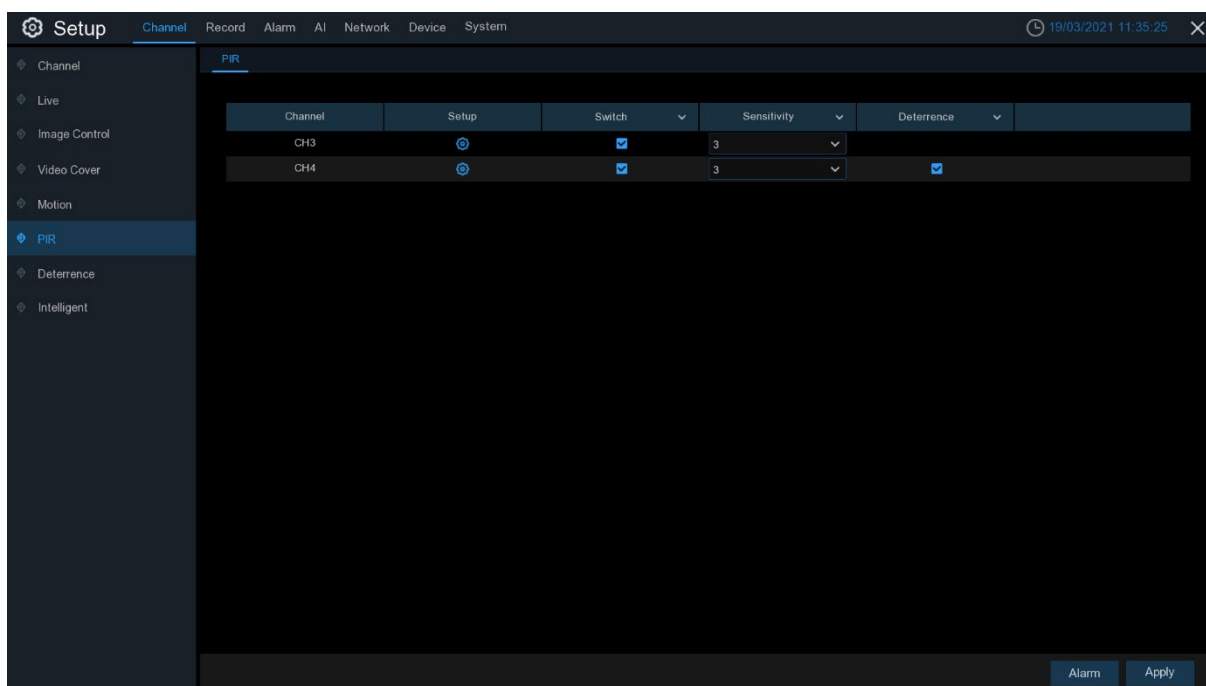 Setup Channel Record Alarm AI Network Device System 19/03/2021 11:35:25
Channel
Live
Image Control
Video Cover
Motion
PIR
Deterrence
Intelligent
PIR
Channel Setup Switch Sensitivity Deterrence
CH3 3
CH4 3
Alarm Apply